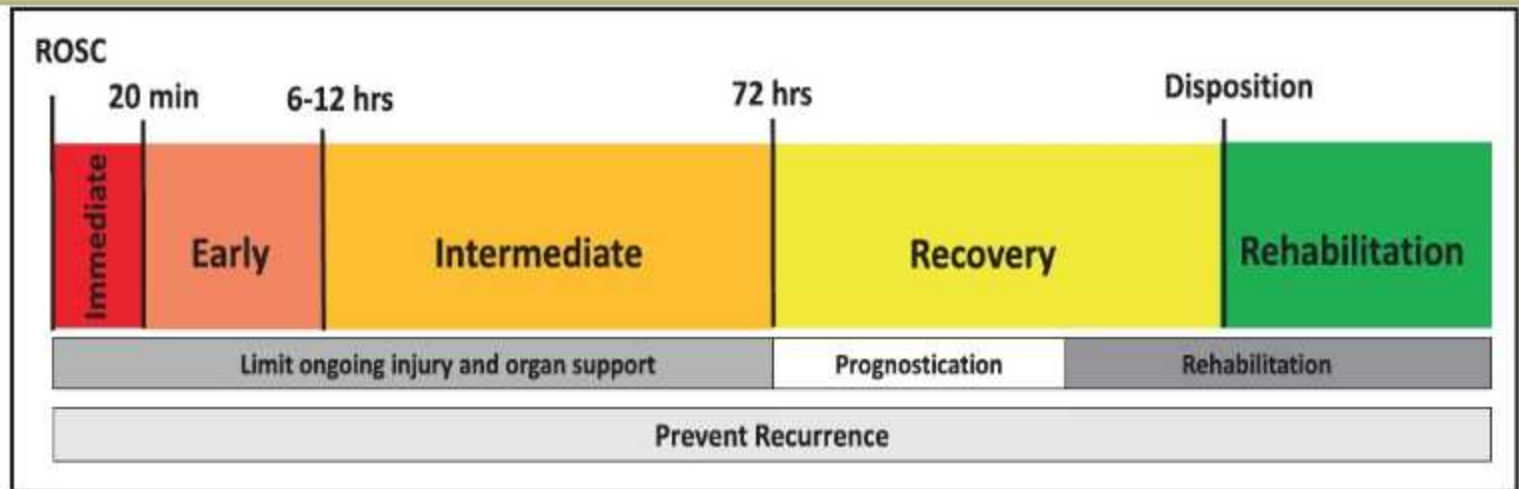 ROSC
20 min
6-12 hrs
72 hrs
Disposition
Immediate
Early
Intermediate
Recovery
Rehabilitation
Limit ongoing injury and organ support
Prognostication
Rehabilitation
Prevent Recurrence